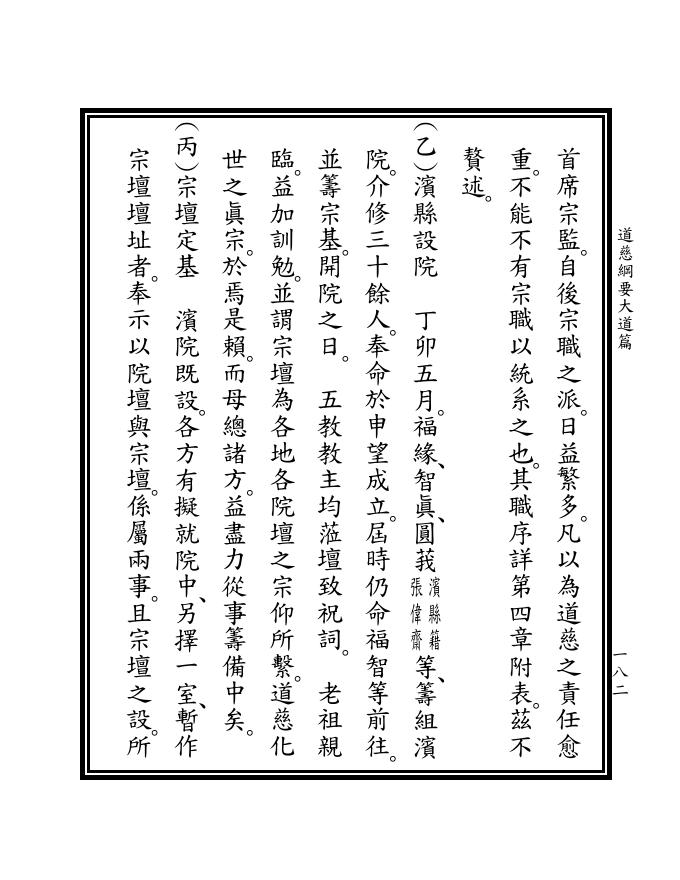 道慈綱要大道篇
一八二
首席宗監。自後宗職之派。日益繁多。凡以為道慈之責任愈
重。不能不有宗職以統系之也。其職序詳第四章附表。茲不
贅述。
(乙)濱縣設院　丁卯五月。福緣、智眞、圓莪濱縣籍張偉齋等、籌組濱
院。介修三十餘人。奉命於申望成立。屆時仍命福智等前往。
並籌宗基。開院之日。　五教教主均蒞壇致祝詞。　老祖親
臨。益加訓勉。並謂宗壇為各地各院壇之宗仰所繫。道慈化
世之眞宗。於焉是賴。而母總諸方。益盡力從事籌備中矣。
(丙)宗壇定基　濱院既設。各方有擬就院中、另擇一室、暫作
宗壇壇址者。奉示以院壇與宗壇。係屬兩事。且宗壇之設。所